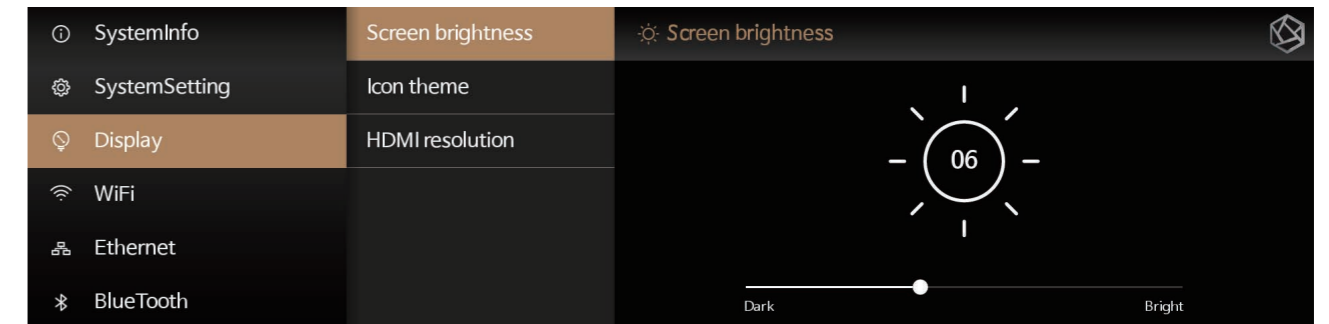 SystemInfo
SystemSetting
Display
WiFi
Ethernet
BlueTooth
Screen brightness
Icon theme
HDMI resolution
Screen brightness
06
Dark
Bright